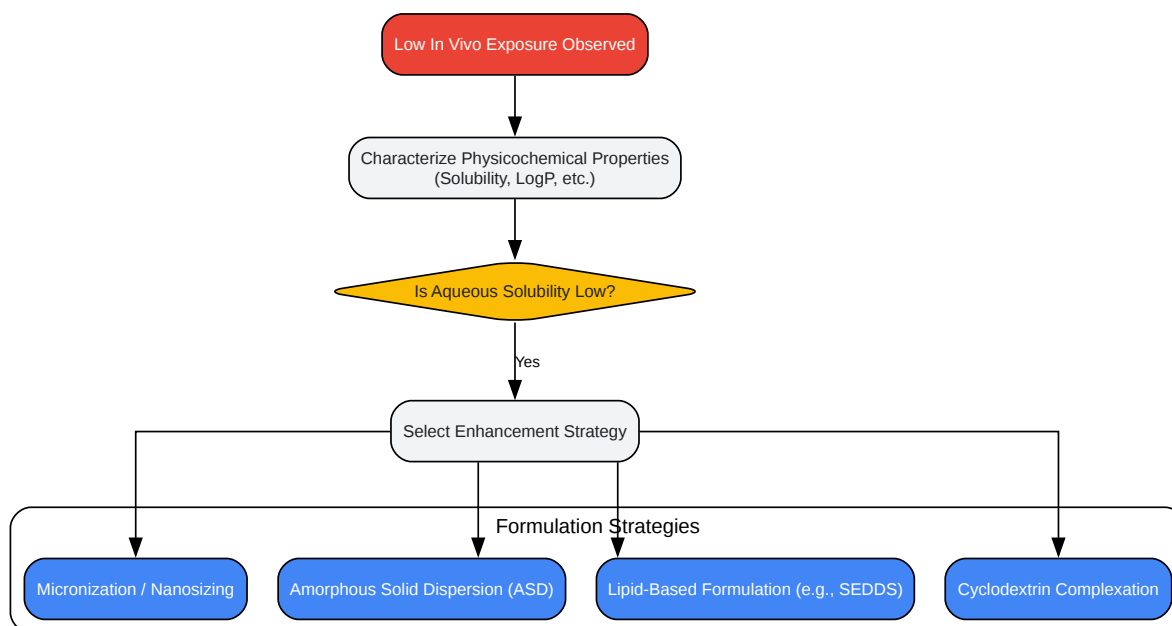 Low In Vivo Exposure Observed
Characterize Physicochemical Properties
(Solubility, LogP, etc.)
Is Aqueous Solubility Low?
Yes
Select Enhancement Strategy
Formulation Strategies
Micronization / Nanosizing
Amorphous Solid Dispersion (ASD)
Lipid-Based Formulation (e.g., SEDDS)
Cyclodextrin Complexation